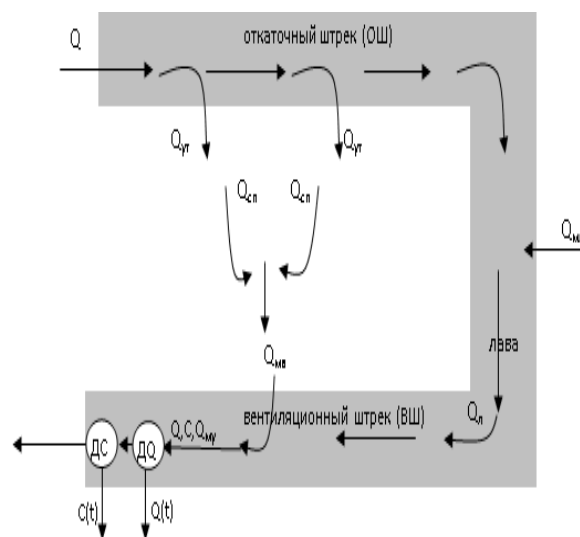 Q
откаточный штрек (ОШ)
Qут
Qут
Qсп
Qсп
Qм
Qмв
лава
Qл
вентиляционный штрек (ВШ)
Q,C,Qму
ДС
ДQ
C(t)
Q(t)